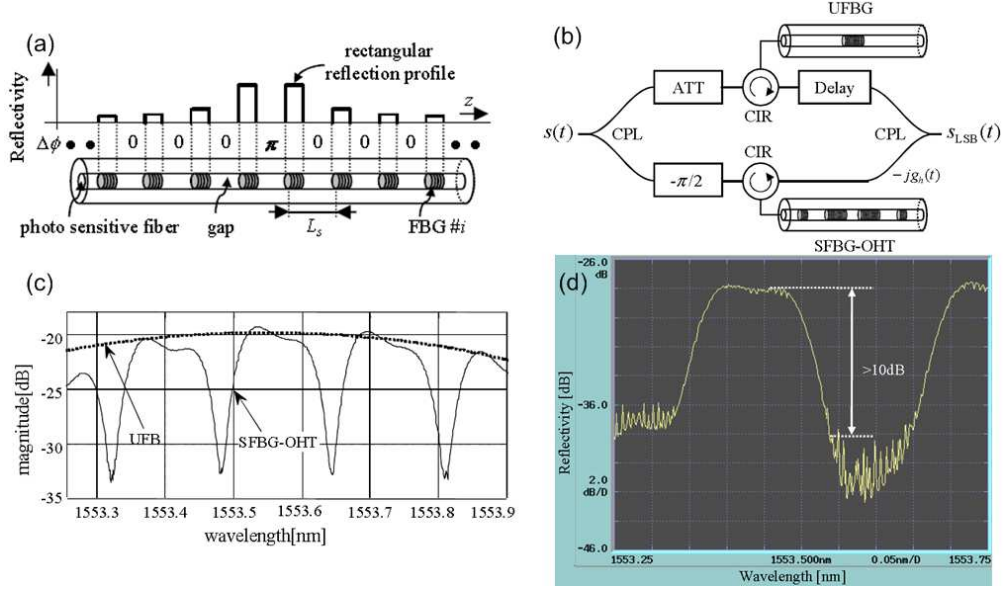 (a)
rectangular
reflection profile
Reflectivity
z
Δϕ
0 0 0 π 0 0 0
photo sensitive fiber
gap
L_s
FBG #i
(b)
UFBG
ATT
CIR
Delay
s(t)
CPL
CPL
s_LSB(t)
CIR
-π/2
-jg_h(t)
SFBG-OHT
(c)
magnitude[dB]
-20
-25
-30
-35
UFB
SFBG-OHT
1553.3 1553.4 1553.5 1553.6 1553.7 1553.8 1553.9
wavelength[nm]
(d)
-26.0
dB
>10dB
-36.0
Reflectivity [dB]
2.0
dB/D
-46.0
1553.25 1553.500nm 0.05nm/D 1553.75
Wavelength [nm]